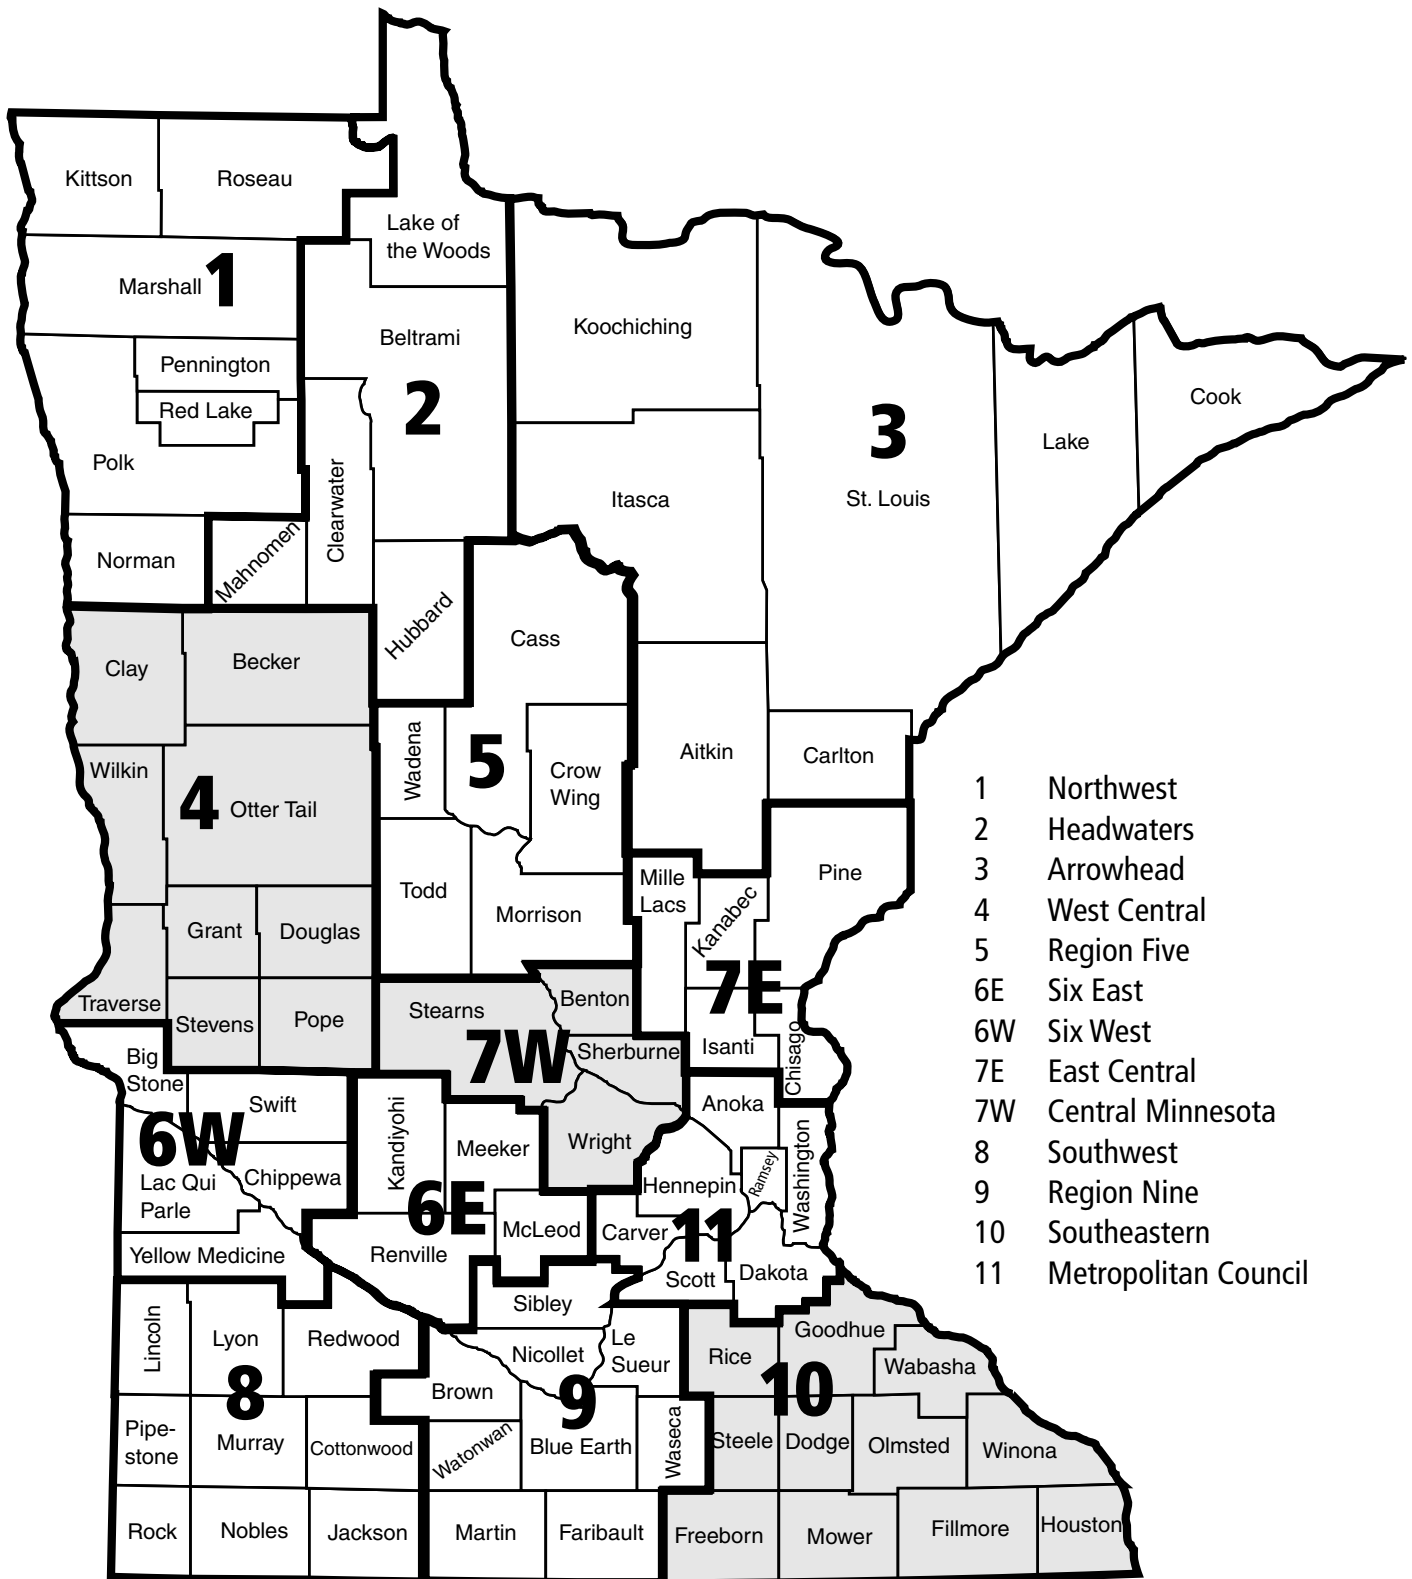 Kittson
Roseau
Lake of
the Woods
Marshall
1
Koochiching
Beltrami
Pennington
2
Red Lake
3
Cook
Lake
Polk
Clearwater
Itasca
St. Louis
Norman
Mahnomen
Hubbard
Cass
Clay
Becker
Wadena
5
Crow
Wing
Aitkin
Carlton
Wilkin
4
Otter Tail
Mille
Lacs
Kanabec
Pine
Todd
Morrison
Grant
Douglas
7E
Traverse
Stevens
Pope
Stearns
Benton
7W
Sherburne
Isanti
Chisago
Big
Stone
Swift
6W
Kandiyohi
Meeker
Wright
Anoka
Ramsey
Washington
Lac Qui
Parle
Chippewa
6E
McLeod
Hennepin
Carver
11
Yellow Medicine
Renville
Scott
Dakota
Sibley
Lincoln
Lyon
Redwood
Nicollet
Le
Sueur
Rice
Goodhue
Wabasha
8
Brown
9
10
Pipe-
stone
Murray
Cottonwood
Watonwan
Blue Earth
Waseca
Steele
Dodge
Olmsted
Winona
Rock
Nobles
Jackson
Martin
Faribault
Freeborn
Mower
Fillmore
Houston
1 Northwest
2 Headwaters
3 Arrowhead
4 West Central
5 Region Five
6E Six East
6W Six West
7E East Central
7W Central Minnesota
8 Southwest
9 Region Nine
10 Southeastern
11 Metropolitan Council